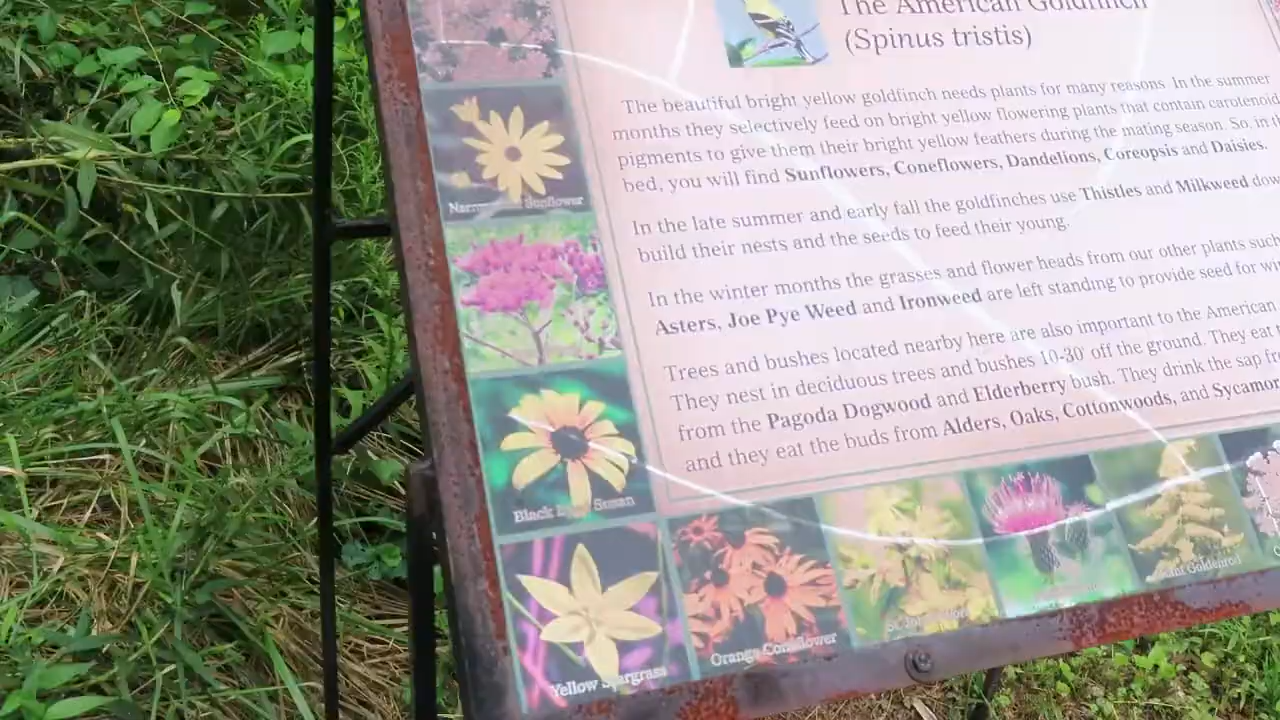 The American Goldfinch
(Spinus tristis)
The beautiful bright yellow goldfinch needs plants for many reasons. In the summer
months they selectively feed on bright yellow flowering plants that contain carotenoid
pigments to give them their bright yellow feathers during the mating season. So, in th
bed, you will find Sunflowers, Coneflowers, Dandelions, Coreopsis and Daisies.
In the late summer and early fall the goldfinches use Thistles and Milkweed dow
build their nests and the seeds to feed their young.
In the winter months the grasses and flower heads from our other plants such
Asters, Joe Pye Weed and Ironweed are left standing to provide seed for win
Trees and bushes located nearby here are also important to the American
They nest in deciduous trees and bushes 10-30' off the ground. They eat
from the Pagoda Dogwood and Elderberry bush. They drink the sap fr
and they eat the buds from Alders, Oaks, Cottonwoods, and Sycamor
Sunflower
Black Eyed Susan
Yellow Stargrass
Orange Coneflower
Goldenrod